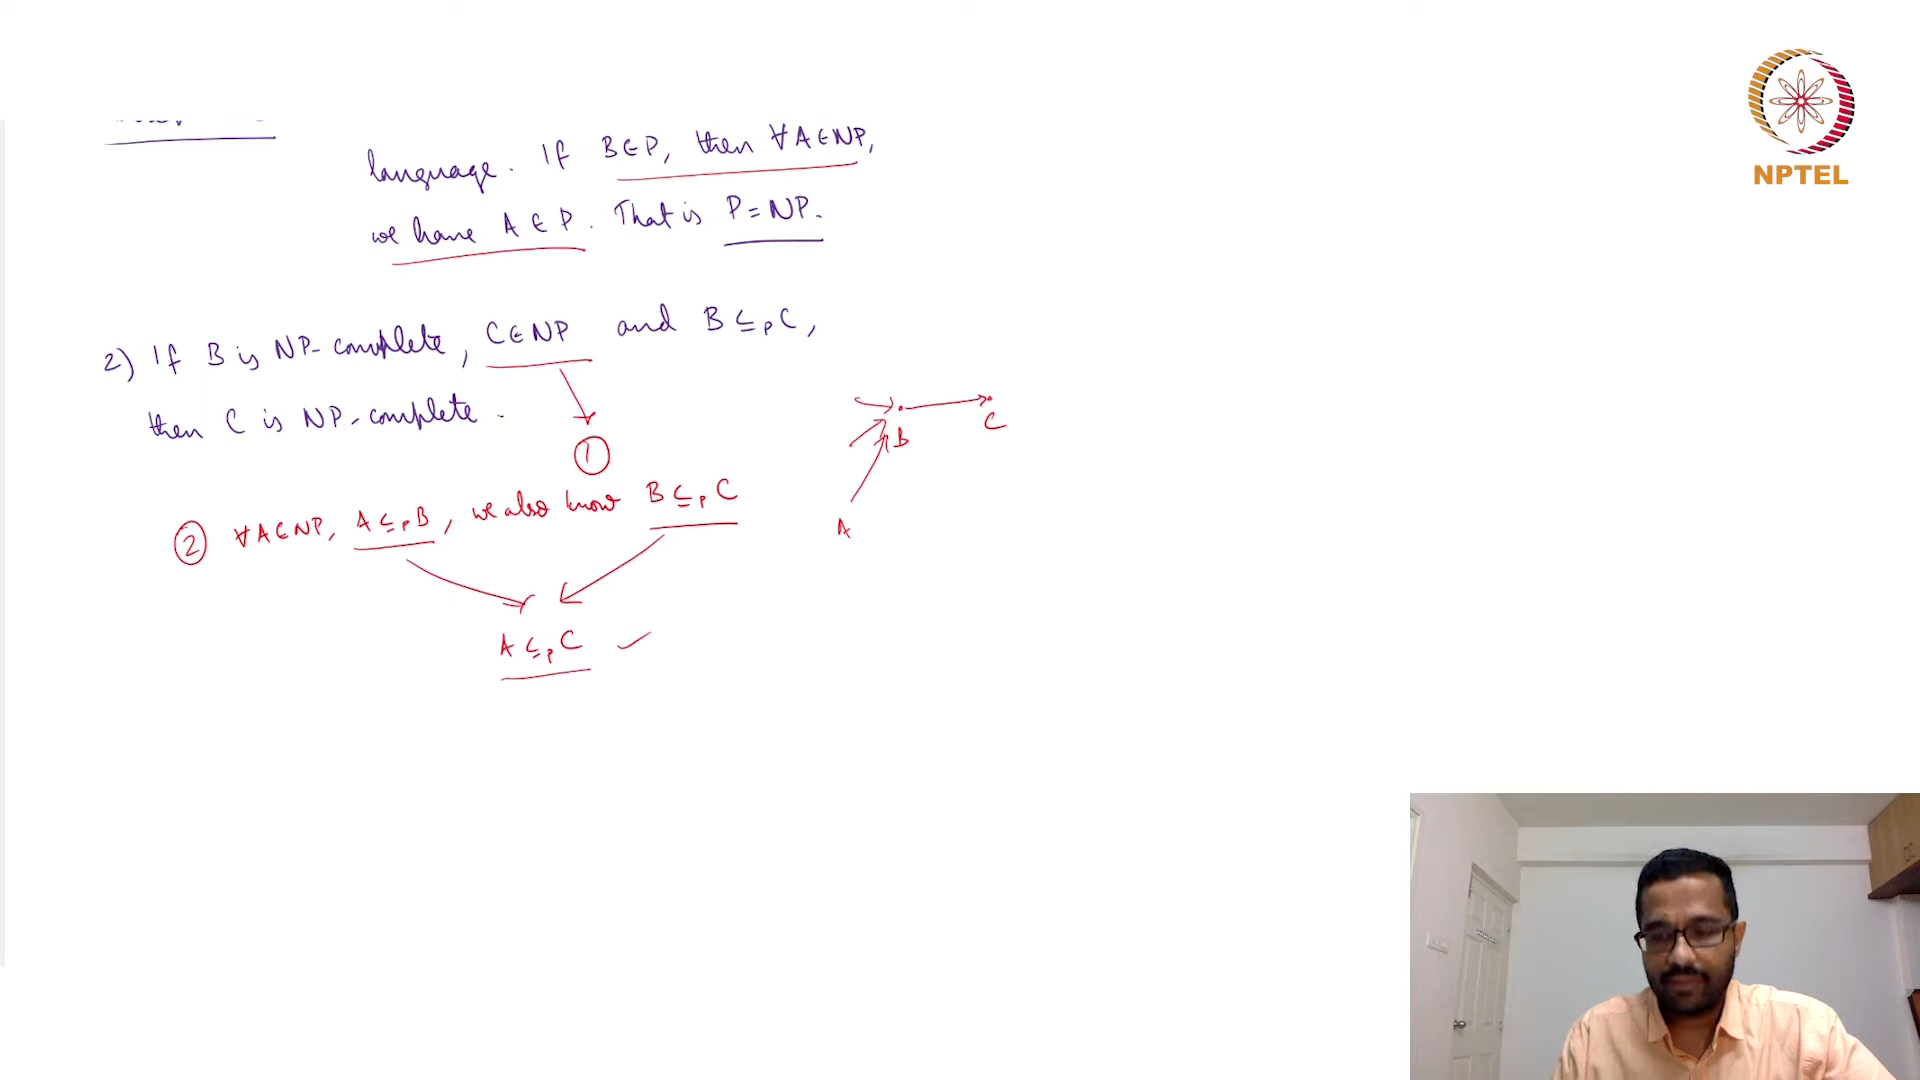 NPTEL
language. If B∈P, then ∀A∈NP,
we have A∈P. That is P=NP.
2) If B is NP-complete, C∈NP and B ≤ₚ C,
then C is NP-complete.
①
② ∀A∈NP, A ≤ₚ B, we also know B ≤ₚ C
A ≤ₚ C ✓
B
C
A